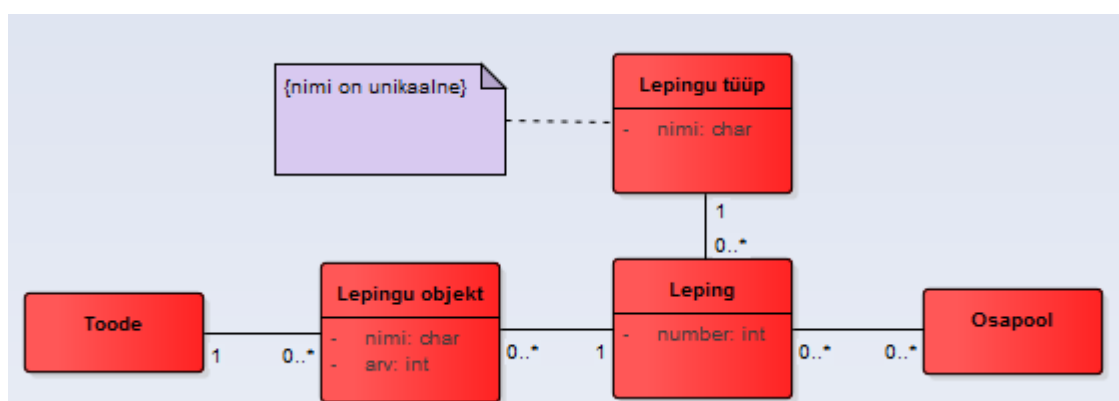 {nimi on unikaalne}
Lepingu tüüp
- nimi: char
1
0..*
Toode
1
0..*
Lepingu objekt
- nimi: char
- arv: int
0..*
1
Leping
- number: int
0..*
0..*
Osapool